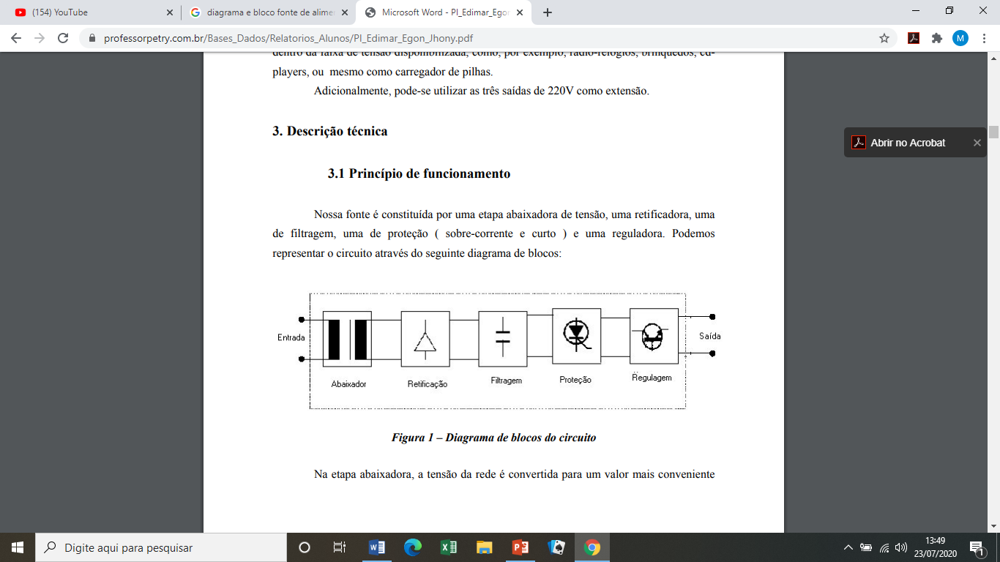 (154) YouTube
diagrama e bloco fonte de alime
Microsoft Word - PI_Edimar_Egon
professorpetry.com.br/Bases_Dados/Relatorios_Alunos/PI_Edimar_Egon_Jhony.pdf
M
dentro da faixa de tensão disponibilizada, como, por exemplo, rádio-relógios, brinquedos, cd-
players, ou mesmo como carregador de pilhas.
Adicionalmente, pode-se utilizar as três saídas de 220V como extensão.
3. Descrição técnica
Abrir no Acrobat
3.1 Princípio de funcionamento
Nossa fonte é constituída por uma etapa abaixadora de tensão, uma retificadora, uma
de filtragem, uma de proteção ( sobre-corrente e curto ) e uma reguladora. Podemos
representar o circuito através do seguinte diagrama de blocos:
Entrada
Saída
Abaixador
Retificação
Filtragem
Proteção
Regulagem
Figura 1 – Diagrama de blocos do circuito
Na etapa abaixadora, a tensão da rede é convertida para um valor mais conveniente
Digite aqui para pesquisar
13:49
23/07/2020
1